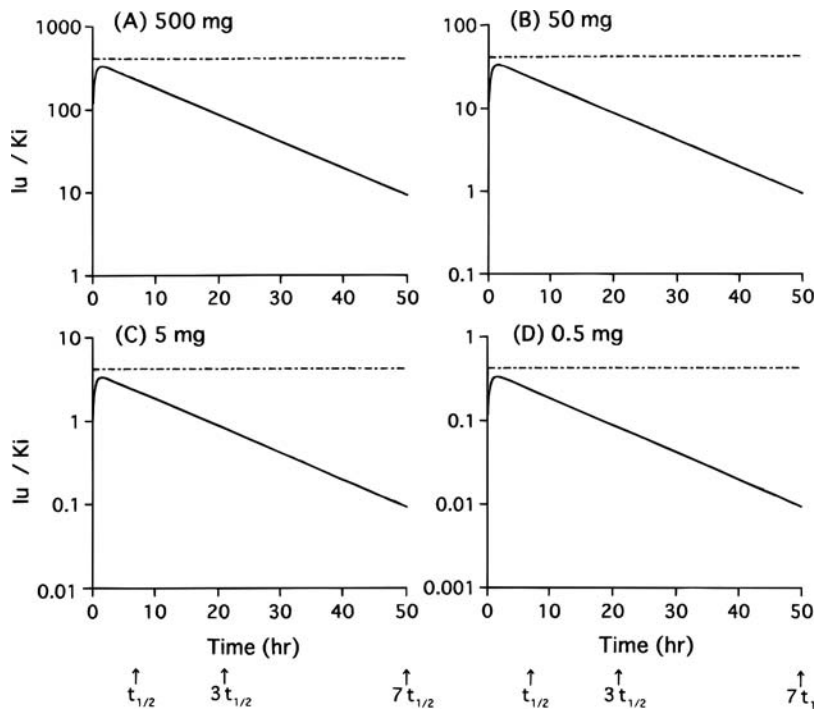 (A) 500 mg
1000
100
10
1
Iu / Ki
0 10 20 30 40 50
(B) 50 mg
100
10
1
0.1
0 10 20 30 40 50
(C) 5 mg
10
1
0.1
0.01
Iu / Ki
0 10 20 30 40 50
Time (hr)
↑ ↑ ↑
t1/2 3 t1/2 7 t1/2
(D) 0.5 mg
1
0.1
0.01
0.001
0 10 20 30 40 50
Time (hr)
↑ ↑ ↑
t1/2 3 t1/2 7 t1